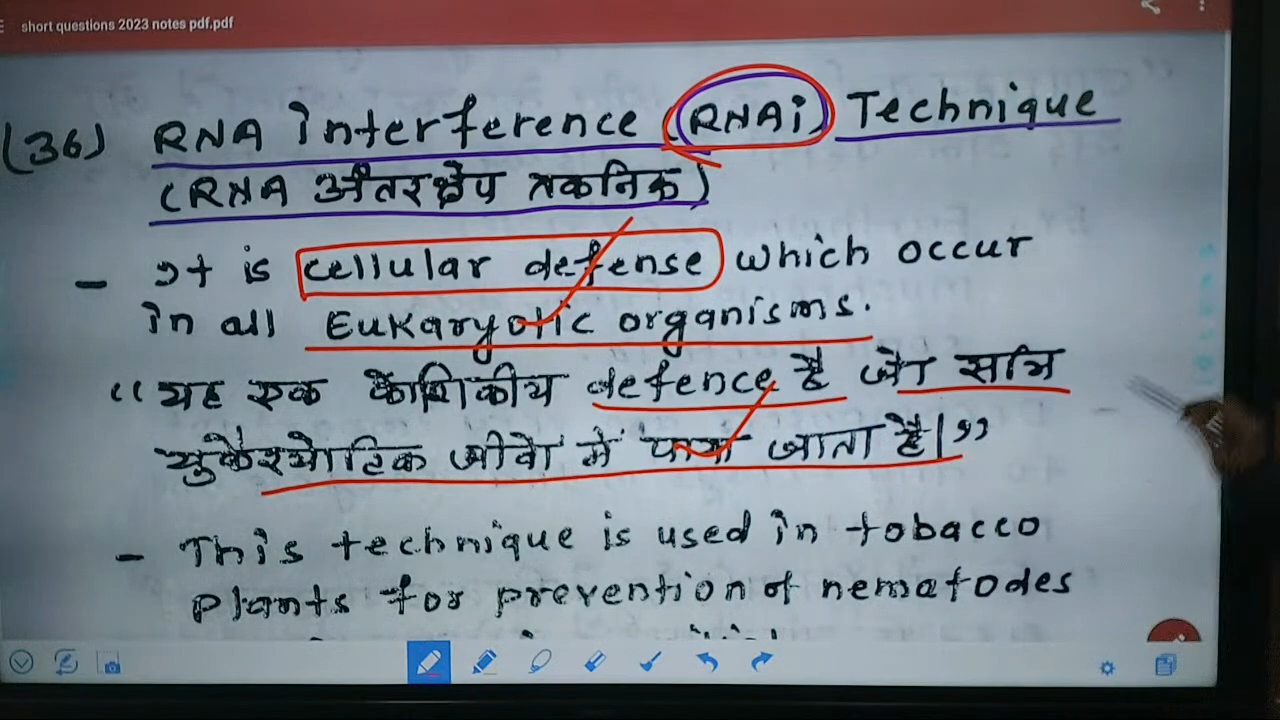 short questions 2023 notes pdf.pdf
(36) RNA interference (RNAi) Technique
(RNA अंतरक्षेप तकनिक)
- It is cellular defense which occur
in all Eukaryotic organisms.
“ यह एक कोशिकीय defence है जो सभि
युकेरयोटिक जीवो में पाया जाता है।”
- This technique is used in tobacco
plants for prevention of nematodes